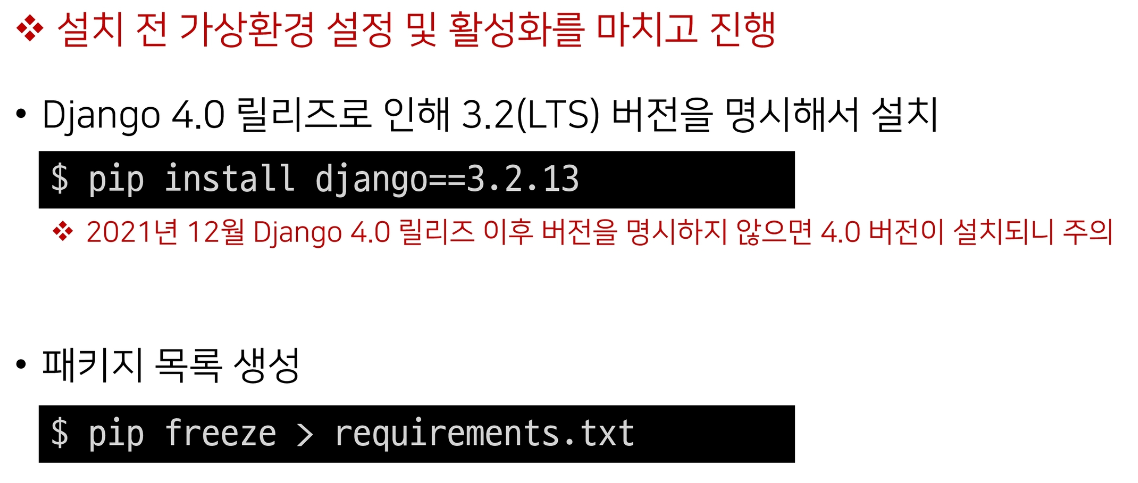 ❖ 설치 전 가상환경 설정 및 활성화를 마치고 진행
• Django 4.0 릴리즈로 인해 3.2(LTS) 버전을 명시해서 설치
$ pip install django==3.2.13
❖ 2021년 12월 Django 4.0 릴리즈 이후 버전을 명시하지 않으면 4.0 버전이 설치되니 주의
• 패키지 목록 생성
$ pip freeze > requirements.txt